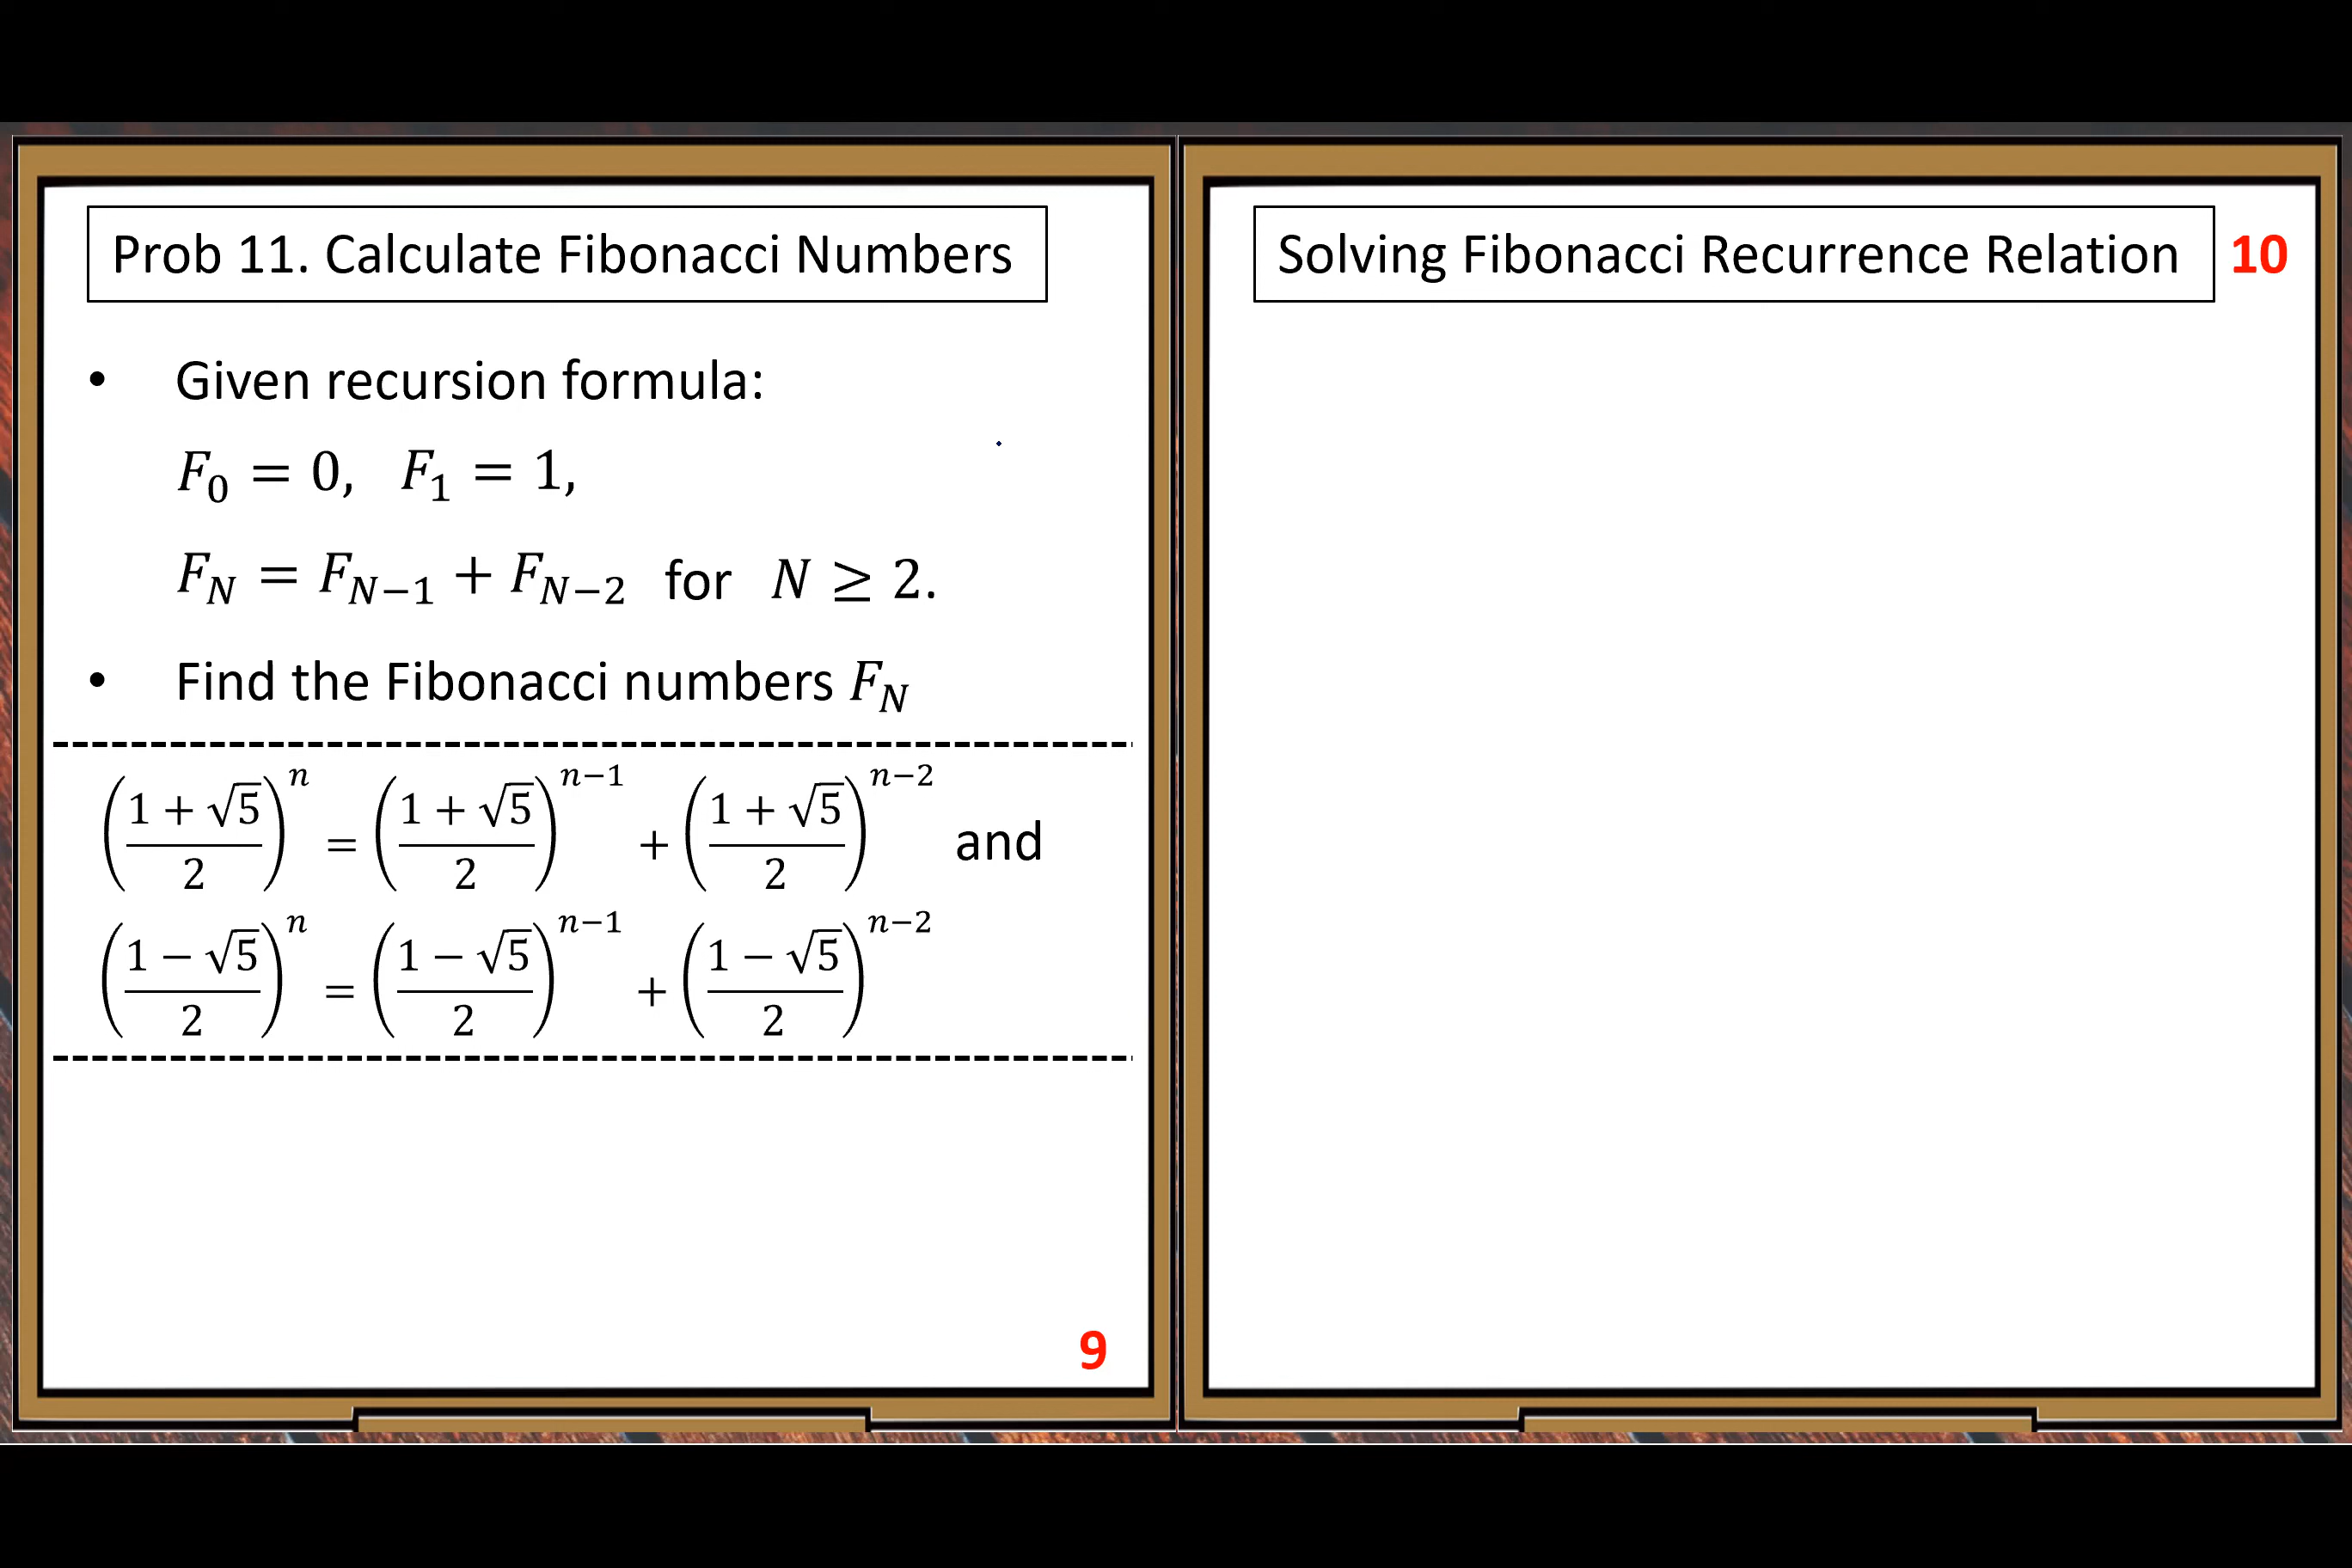 Prob 11. Calculate Fibonacci Numbers
• Given recursion formula:
F₀ = 0, F₁ = 1,
F_N = F_{N−1} + F_{N−2} for N ≥ 2.
• Find the Fibonacci numbers F_N
((1 + √5)/2)^n = ((1 + √5)/2)^{n−1} + ((1 + √5)/2)^{n−2} and
((1 − √5)/2)^n = ((1 − √5)/2)^{n−1} + ((1 − √5)/2)^{n−2}
9
Solving Fibonacci Recurrence Relation 10